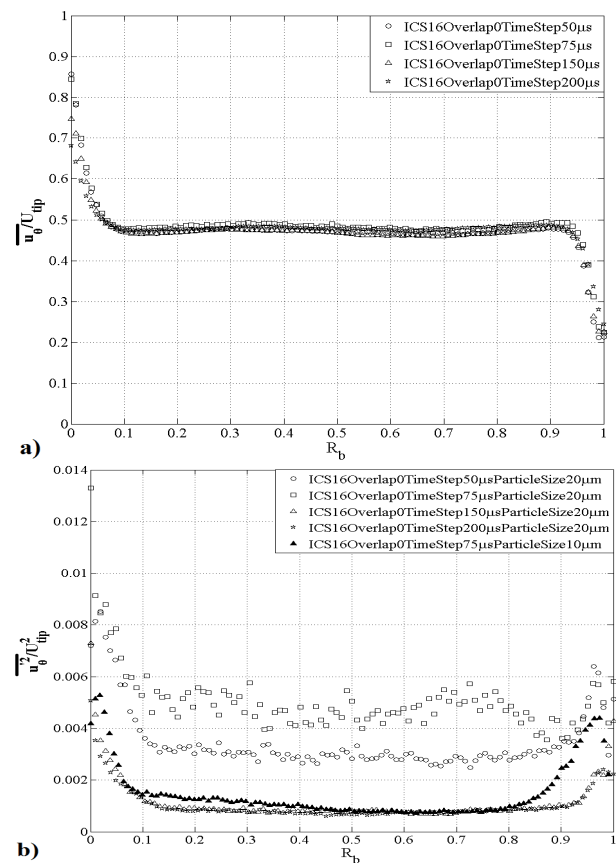 1
0.9
0.8
0.7
0.6
0.5
0.4
0.3
0.2
0.1
0
u_θ/U_tip
ICS16Overlap0TimeStep50μs
ICS16Overlap0TimeStep75μs
ICS16Overlap0TimeStep150μs
ICS16Overlap0TimeStep200μs
0 0.1 0.2 0.3 0.4 0.5 0.6 0.7 0.8 0.9 1
R_b
a)
0.014
0.012
0.01
0.008
0.006
0.004
0.002
0
u'_θ^2/U^2_tip
ICS16Overlap0TimeStep50μsParticleSize20μm
ICS16Overlap0TimeStep75μsParticleSize20μm
ICS16Overlap0TimeStep150μsParticleSize20μm
ICS16Overlap0TimeStep200μsParticleSize20μm
ICS16Overlap0TimeStep75μsParticleSize10μm
0 0.1 0.2 0.3 0.4 0.5 0.6 0.7 0.8 0.9 1
R_b
b)